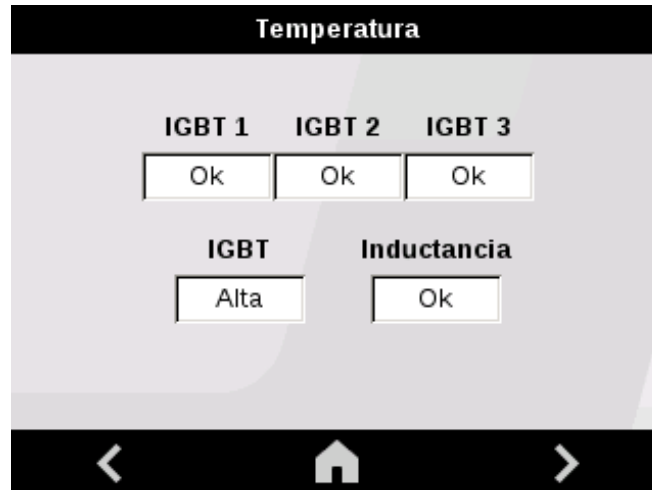 Temperatura
IGBT 1 IGBT 2 IGBT 3
Ok Ok Ok
IGBT Inductancia
Alta Ok